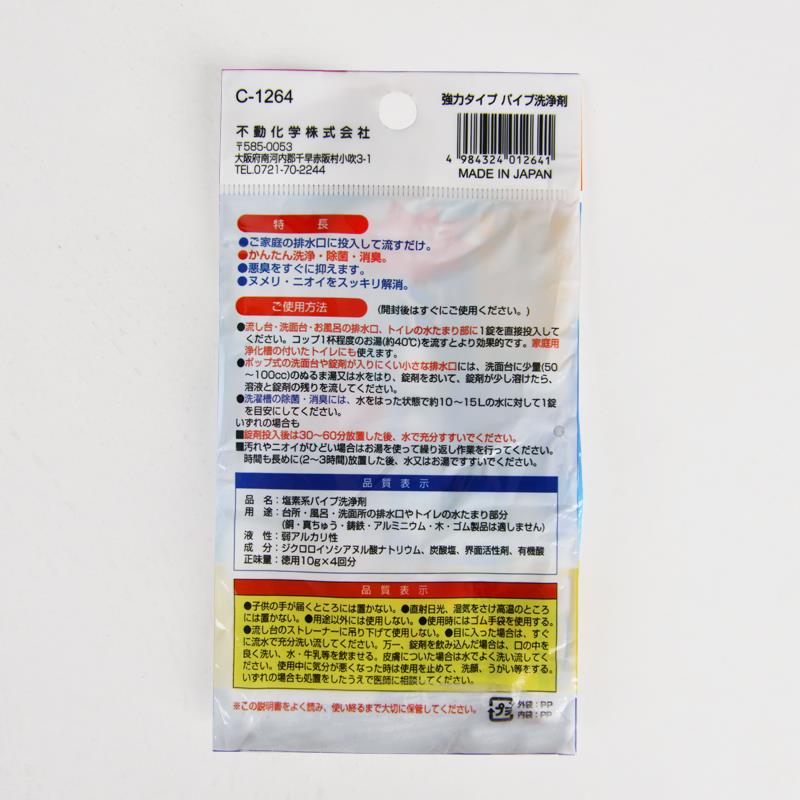 C-1264
強力タイプ パイプ洗浄剤
不動化学株式会社
〒585-0053
大阪府南河内郡千早赤阪村小吹3-1
TEL.0721-70-2244
4 984324 012641
MADE IN JAPAN
特長
●ご家庭の排水口に投入して流すだけ。
●かんたん洗浄・除菌・消臭。
●悪臭をすぐに抑えます。
●ヌメリ・ニオイをスッキリ解消。
ご使用方法 (開封後はすぐにご使用ください。)
●流し台・洗面台・お風呂の排水口、トイレの水たまり部に1錠を直接投入して
ください。コップ1杯程度のお湯(約40℃)を流すとより効果的です。家庭用
浄化槽の付いたトイレにも使えます。
●ポップ式の洗面台や錠剤が入りにくい小さな排水口には、洗面台に少量(50
～100cc)のぬるま湯又は水をはり、錠剤をおいて、錠剤が少し溶けたら、
溶液と錠剤の残りを流してください。
●洗濯槽の除菌・消臭には、水をはった状態で約10～15Lの水に対して1錠
を目安にしてください。
いずれの場合も
■錠剤投入後は30～60分放置した後、水で充分すすいでください。
■汚れやニオイがひどい場合はお湯を使って繰り返し作業を行ってください。
時間も長めに(2～3時間)放置した後、水又はお湯ですすいでください。
品質表示
品名：塩素系パイプ洗浄剤
用途：台所・風呂・洗面所の排水口やトイレの水たまり部分
(銅・真ちゅう・鋳鉄・アルミニウム・木・ゴム製品は適しません)
液性：弱アルカリ性
成分：ジクロロイソシアヌル酸ナトリウム、炭酸塩、界面活性剤、有機酸
正味量：徳用10g×4回分
品質表示
●子供の手が届くところには置かない。●直射日光、湿気をさけ高温のところ
には置かない。●用途以外には使用しない。●使用時にはゴム手袋を使用する。
●流し台のストレーナーに吊り下げて使用しない。●目に入った場合は、すぐ
に流水で充分洗い流してください。万一、錠剤を飲み込んだ場合は、口の中を
良く洗い、水・牛乳等を飲ませる。皮膚についた場合は水でよく洗い流してく
ださい。使用中に気分が悪くなった時は使用を止めて、洗顔、うがい等をする。
いずれの場合も処置をしたうえで医師に相談してください。
※この説明書をよく読み、使い終るまで大切に保管してください。
プラ
外袋：PP
内袋：PP